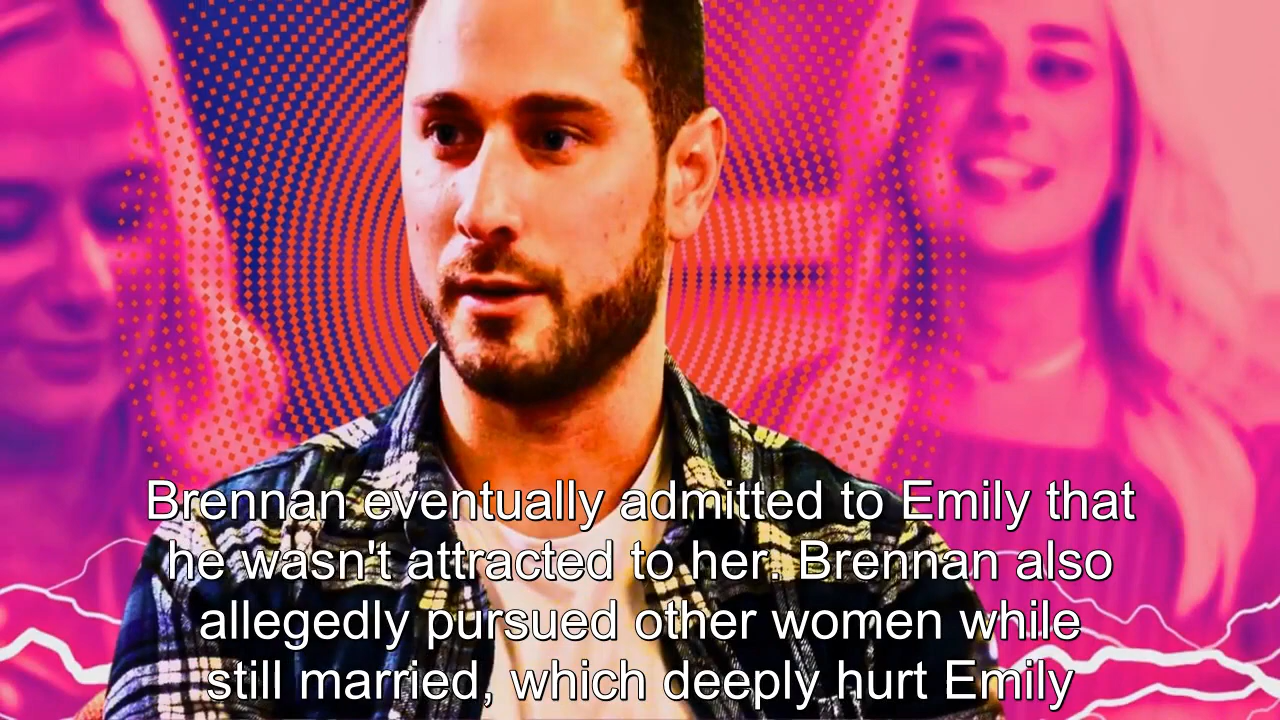 Brennan eventually admitted to Emily that
he wasn't attracted to her. Brennan also
allegedly pursued other women while
still married, which deeply hurt Emily